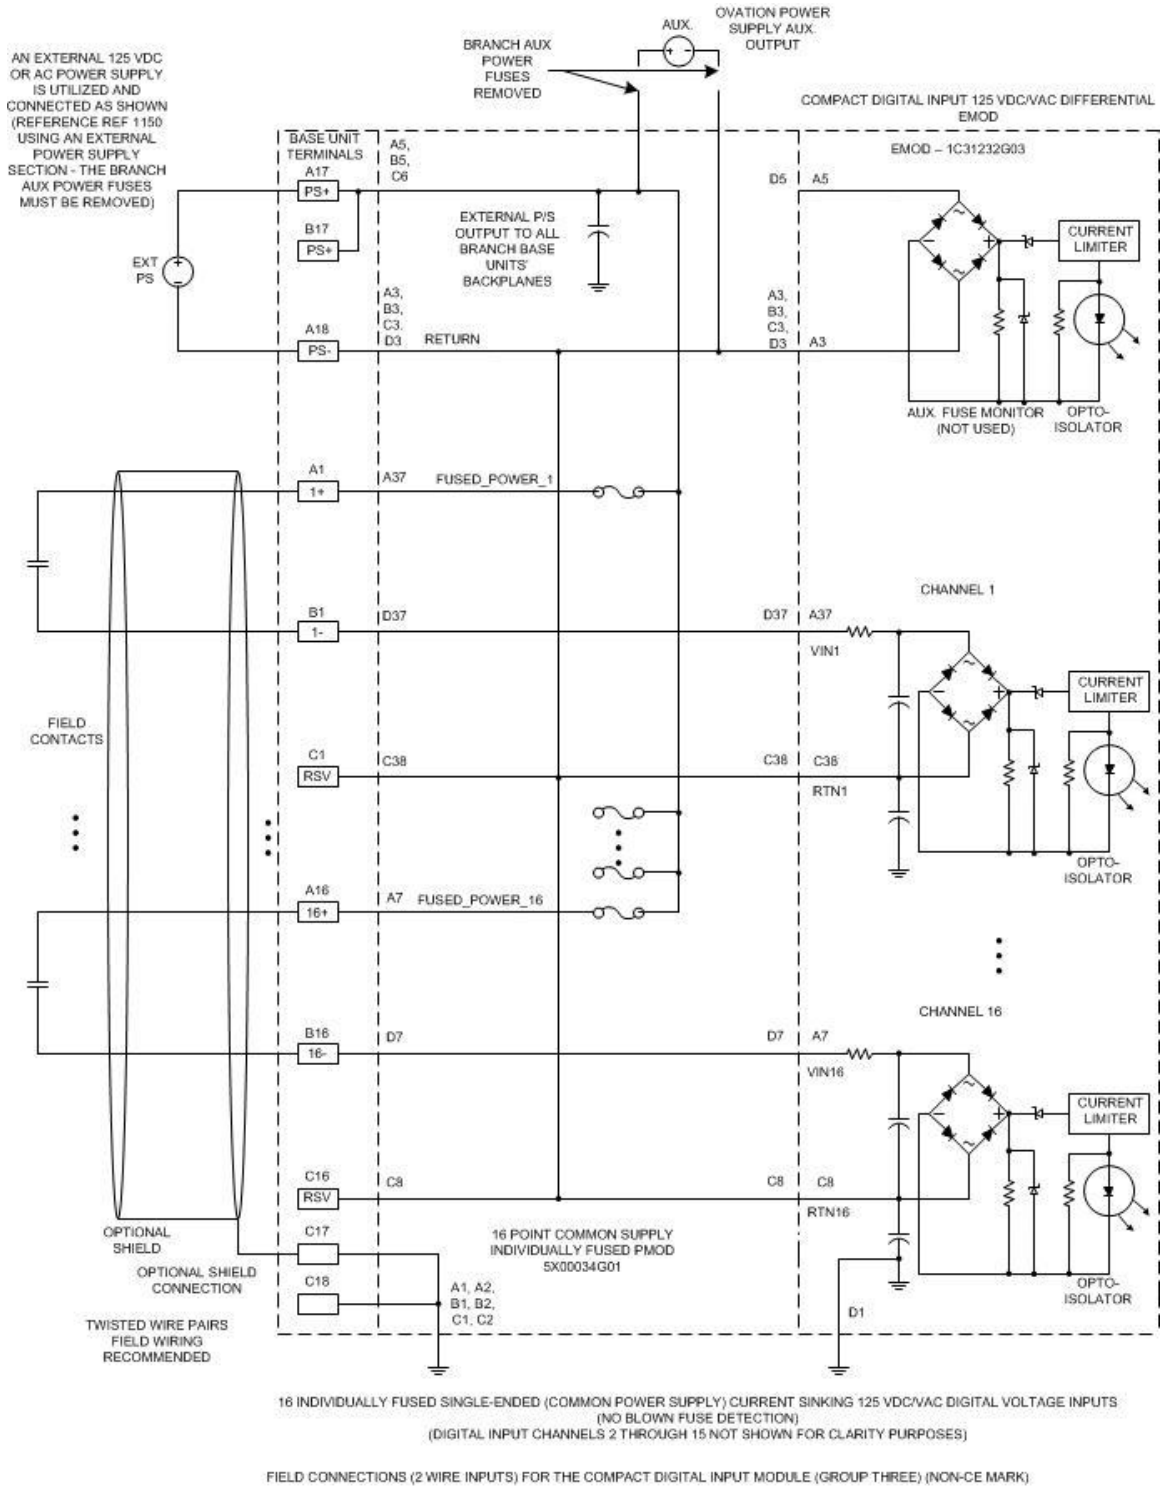 OVATION POWER
SUPPLY AUX.
OUTPUT
AUX.
+ -
BRANCH AUX
POWER
FUSES
REMOVED
AN EXTERNAL 125 VDC
OR AC POWER SUPPLY
IS UTILIZED AND
CONNECTED AS SHOWN
(REFERENCE REF 1150
USING AN EXTERNAL
POWER SUPPLY
SECTION - THE BRANCH
AUX POWER FUSES
MUST BE REMOVED)
COMPACT DIGITAL INPUT 125 VDC/VAC DIFFERENTIAL
EMOD
BASE UNIT
TERMINALS
A5,
B5,
C6
EMOD – 1C31232G03
A17
PS+
D5
A5
B17
PS+
EXTERNAL P/S
OUTPUT TO ALL
BRANCH BASE
UNITS'
BACKPLANES
~
- +
~
CURRENT
LIMITER
EXT
PS
+
-
A3,
B3,
C3.
D3
RETURN
A3,
B3,
C3,
D3
A3
A18
PS-
AUX. FUSE MONITOR
(NOT USED)
OPTO-
ISOLATOR
A1
1+
A37
FUSED_POWER_1
CHANNEL 1
B1
1-
D37
D37
A37
VIN1
~
- +
~
CURRENT
LIMITER
FIELD
CONTACTS
C1
RSV
C38
C38
C38
RTN1
OPTO-
ISOLATOR
A16
16+
A7
FUSED_POWER_16
CHANNEL 16
B16
16-
D7
D7
A7
VIN16
~
- +
~
CURRENT
LIMITER
C16
RSV
C8
C8
C8
RTN16
OPTIONAL
SHIELD
C17
16 POINT COMMON SUPPLY
INDIVIDUALLY FUSED PMOD
5X00034G01
OPTIONAL SHIELD
CONNECTION
C18
A1, A2,
B1, B2,
C1, C2
D1
OPTO-
ISOLATOR
TWISTED WIRE PAIRS
FIELD WIRING
RECOMMENDED
16 INDIVIDUALLY FUSED SINGLE-ENDED (COMMON POWER SUPPLY) CURRENT SINKING 125 VDC/VAC DIGITAL VOLTAGE INPUTS
(NO BLOWN FUSE DETECTION)
(DIGITAL INPUT CHANNELS 2 THROUGH 15 NOT SHOWN FOR CLARITY PURPOSES)
FIELD CONNECTIONS (2 WIRE INPUTS) FOR THE COMPACT DIGITAL INPUT MODULE (GROUP THREE) (NON-CE MARK)